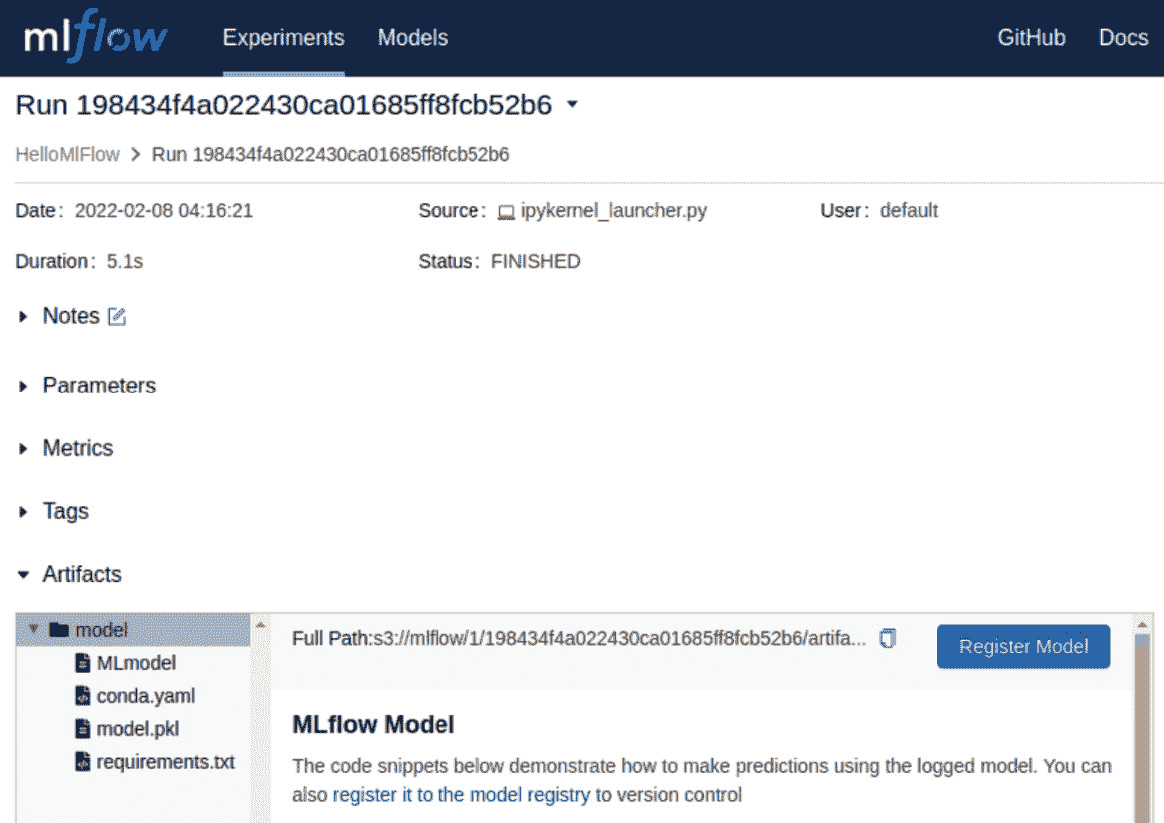 mlflow Experiments Models GitHub Docs
Run 198434f4a022430ca01685ff8fcb52b6
HelloMlFlow > Run 198434f4a022430ca01685ff8fcb52b6
Date: 2022-02-08 04:16:21 Source: ipykernel_launcher.py User: default
Duration: 5.1s Status: FINISHED
Notes
Parameters
Metrics
Tags
Artifacts
model
MLmodel
conda.yaml
model.pkl
requirements.txt
Full Path:s3://mlflow/1/198434f4a022430ca01685ff8fcb52b6/artifa...
Register Model
MLflow Model
The code snippets below demonstrate how to make predictions using the logged model. You can
also register it to the model registry to version control